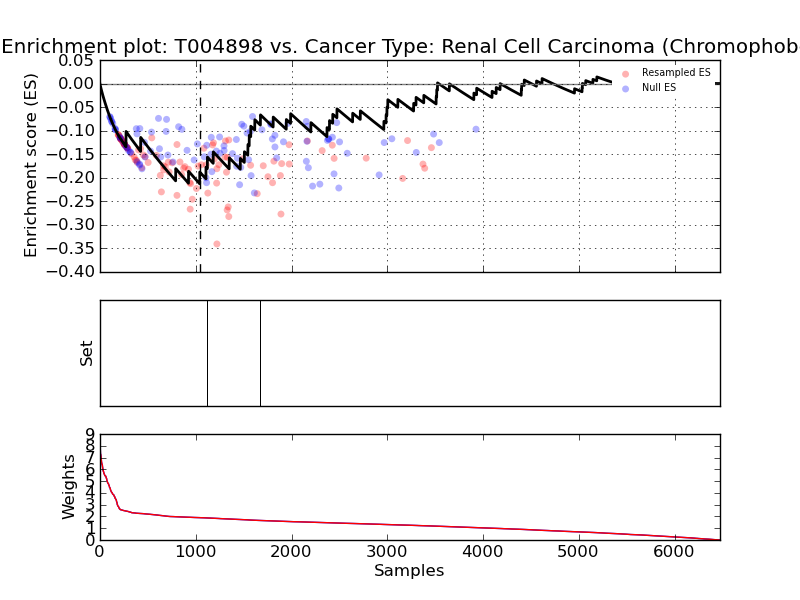 Enrichment plot: T004898 vs. Cancer Type: Renal Cell Carcinoma (Chromophob
0.05
0.00
−0.05
−0.10
−0.15
−0.20
−0.25
−0.30
−0.35
−0.40
Enrichment score (ES)
Resampled ES
Null ES
Set
9
8
7
6
5
4
3
2
1
0
Weights
0 1000 2000 3000 4000 5000 6000
Samples